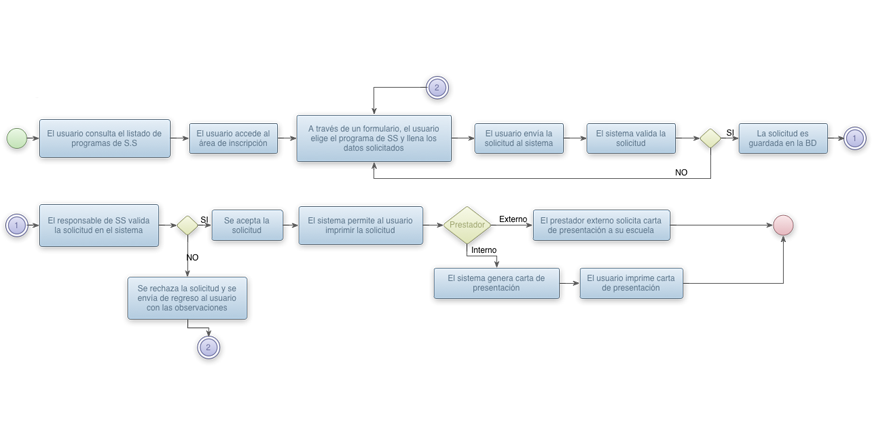 2
El usuario consulta el listado de
programas de S.S
El usuario accede al
área de inscripción
A través de un formulario, el usuario
elige el programa de SS y llena los
datos solicitados
El usuario envía la
solicitud al sistema
El sistema valida la
solicitud
SI
La solicitud es
guardada en la BD
1
NO
1
El responsable de SS valida
la solicitud en el sistema
SI
Se acepta la
solicitud
El sistema permite al usuario
imprimir la solicitud
Prestador
Externo
El prestador externo solicita carta
de presentación a su escuela
Interno
NO
El sistema genera carta de
presentación
El usuario imprime carta
de presentación
Se rechaza la solicitud y se
envía de regreso al usuario
con las observaciones
2